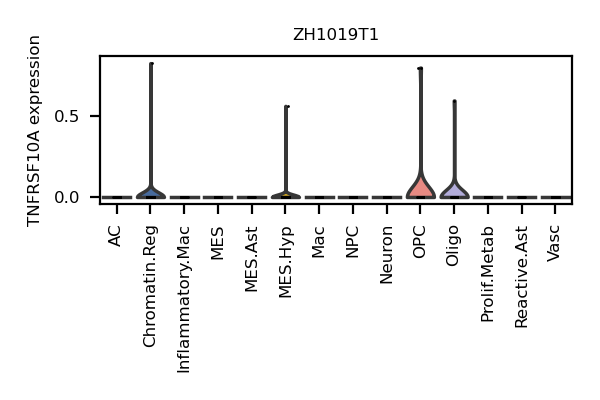 ZH1019T1
TNFRSF10A expression
0.5
0.0
AC
Chromatin.Reg
Inflammatory.Mac
MES
MES.Ast
MES.Hyp
Mac
NPC
Neuron
OPC
Oligo
Prolif.Metab
Reactive.Ast
Vasc